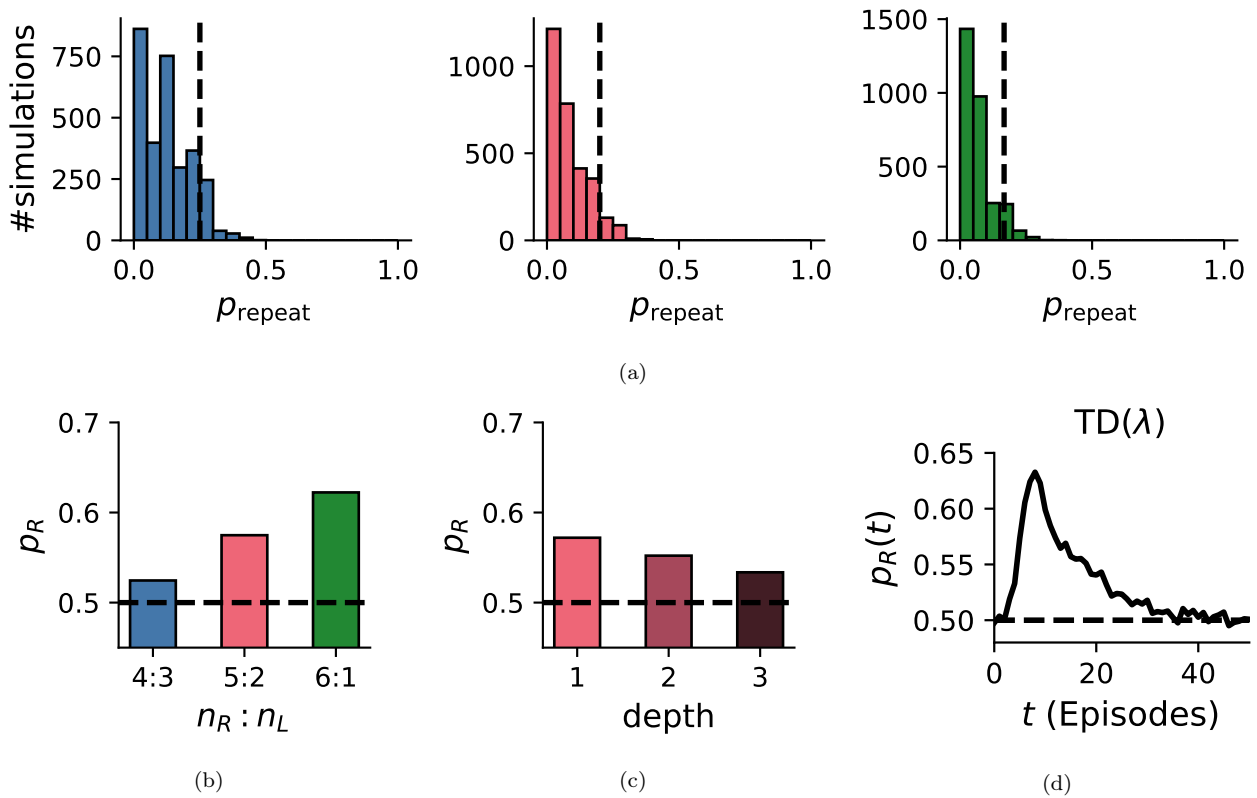 #simulations
750
500
250
0
0.0 0.5 1.0
p_repeat
1000
500
0
0.0 0.5 1.0
p_repeat
1500
1000
500
0
0.0 0.5 1.0
p_repeat
(a)
p_R
0.7
0.6
0.5
4:3 5:2 6:1
n_R : n_L
(b)
p_R
0.7
0.6
0.5
1 2 3
depth
(c)
TD(λ)
p_R(t)
0.65
0.60
0.55
0.50
0 20 40
t (Episodes)
(d)